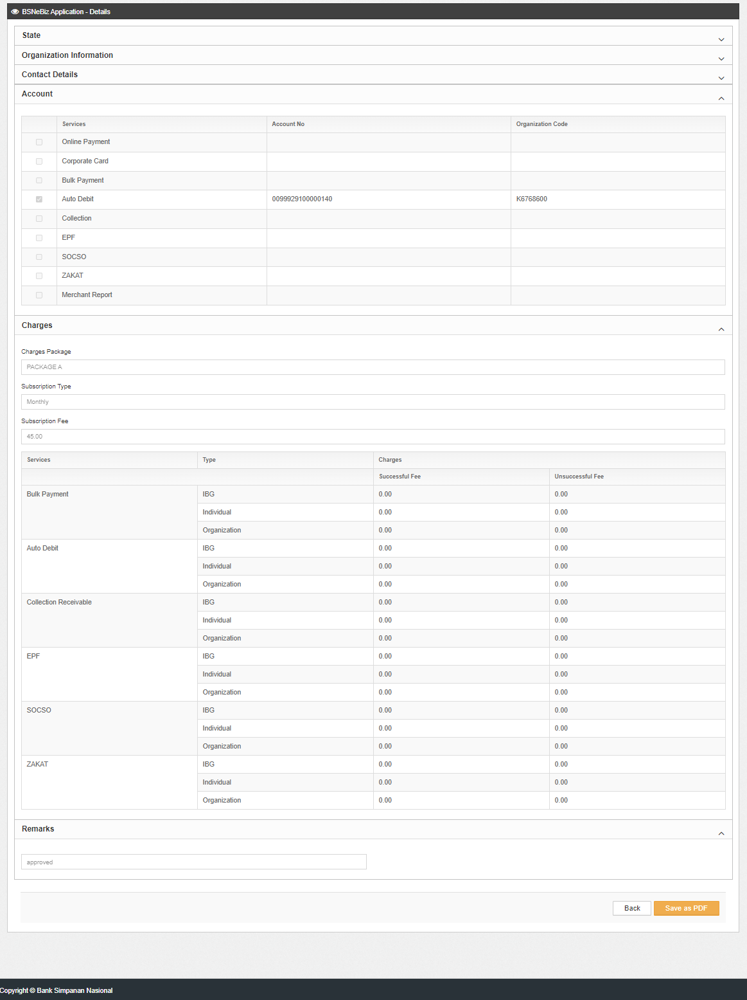 BSNeBiz Application - Details
State
Organization Information
Contact Details
Account
Services Account No Organization Code
Online Payment
Corporate Card
Bulk Payment
Auto Debit 0099929100000140 K6768600
Collection
EPF
SOCSO
ZAKAT
Merchant Report
Charges
Charges Package
PACKAGE A
Subscription Type
Monthly
Subscription Fee
45.00
Services Type Charges
Successful Fee Unsuccessful Fee
Bulk Payment IBG 0.00 0.00
Individual 0.00 0.00
Organization 0.00 0.00
Auto Debit IBG 0.00 0.00
Individual 0.00 0.00
Organization 0.00 0.00
Collection Receivable IBG 0.00 0.00
Individual 0.00 0.00
Organization 0.00 0.00
EPF IBG 0.00 0.00
Individual 0.00 0.00
Organization 0.00 0.00
SOCSO IBG 0.00 0.00
Individual 0.00 0.00
Organization 0.00 0.00
ZAKAT IBG 0.00 0.00
Individual 0.00 0.00
Organization 0.00 0.00
Remarks
approved
Back Save as PDF
Copyright © Bank Simpanan Nasional